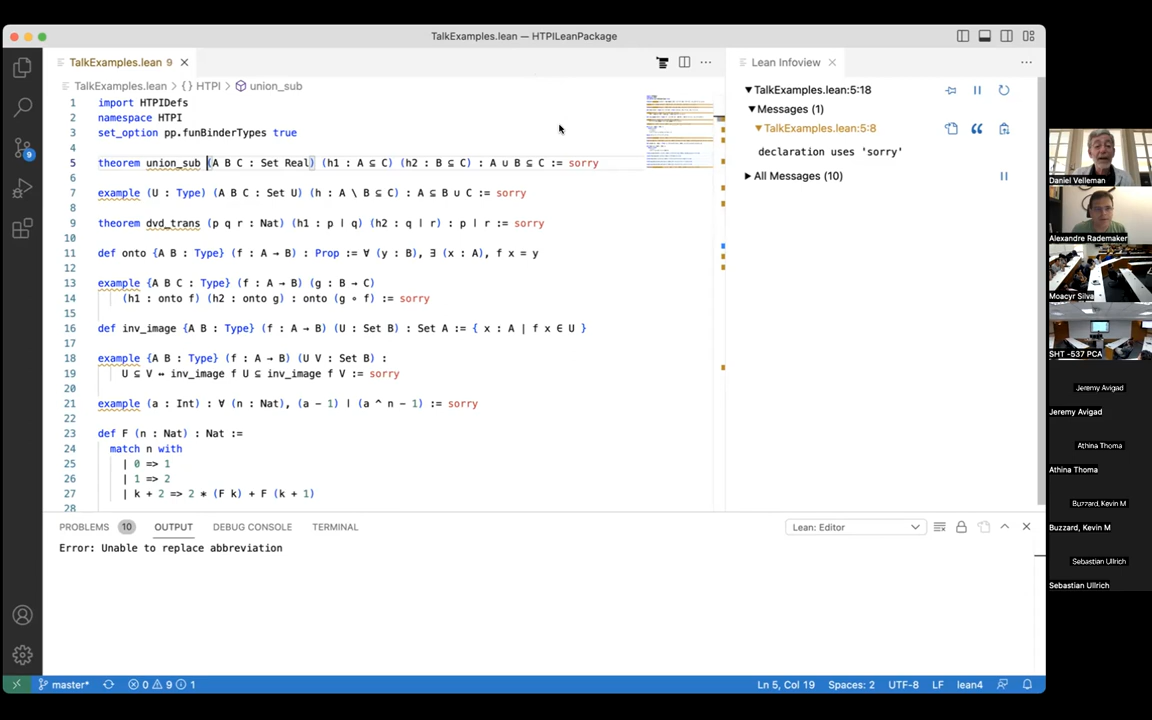 TalkExamples.lean — HTPILeanPackage
TalkExamples.lean 9
TalkExamples.lean > { } HTPI > union_sub
1 import HTPIDefs
2 namespace HTPI
3 set_option pp.funBinderTypes true
4
5 theorem union_sub (A B C : Set Real) (h1 : A ⊆ C) (h2 : B ⊆ C) : A ∪ B ⊆ C := sorry
6
7 example (U : Type) (A B C : Set U) (h : A \ B ⊆ C) : A ⊆ B ∪ C := sorry
8
9 theorem dvd_trans (p q r : Nat) (h1 : p ∣ q) (h2 : q ∣ r) : p ∣ r := sorry
10
11 def onto {A B : Type} (f : A → B) : Prop := ∀ (y : B), ∃ (x : A), f x = y
12
13 example {A B C : Type} (f : A → B) (g : B → C)
14 (h1 : onto f) (h2 : onto g) : onto (g ∘ f) := sorry
15
16 def inv_image {A B : Type} (f : A → B) (U : Set B) : Set A := { x : A | f x ∈ U }
17
18 example {A B : Type} (f : A → B) (U V : Set B) :
19 U ⊆ V ↔ inv_image f U ⊆ inv_image f V := sorry
20
21 example (a : Int) : ∀ (n : Nat), (a - 1) ∣ (a ^ n - 1) := sorry
22
23 def F (n : Nat) : Nat :=
24 match n with
25 | 0 => 1
26 | 1 => 2
27 | k + 2 => 2 * (F k) + F (k + 1)
28
Lean Infoview
TalkExamples.lean:5:18
Messages (1)
TalkExamples.lean:5:8
declaration uses 'sorry'
All Messages (10)
PROBLEMS 10 OUTPUT DEBUG CONSOLE TERMINAL
Lean: Editor
Error: Unable to replace abbreviation
9
master* 0 9 1
Ln 5, Col 19 Spaces: 2 UTF-8 LF lean4
Daniel Velleman
Alexandre Rademaker
Moacyr Silva
SHT -537 PCA
Jeremy Avigad
Jeremy Avigad
Athina Thoma
Athina Thoma
Buzzard, Kevin M
Buzzard, Kevin M
Sebastian Ullrich
Sebastian Ullrich